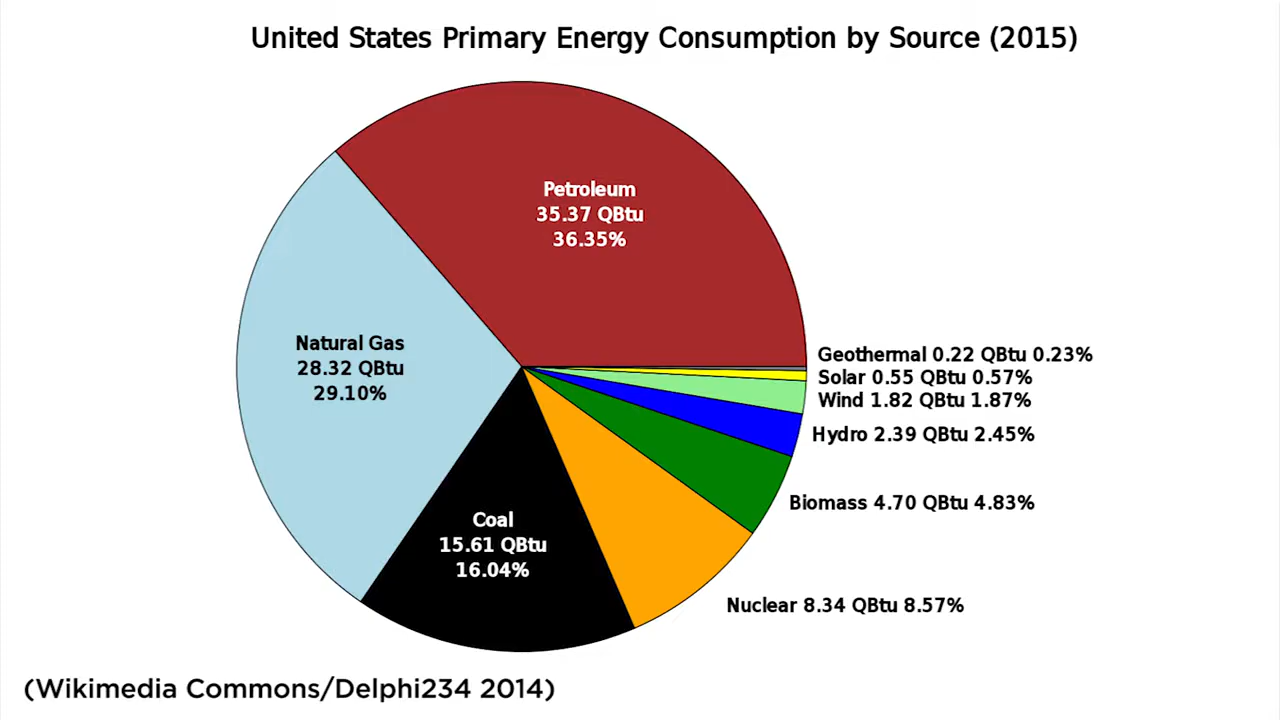 United States Primary Energy Consumption by Source (2015)
Petroleum
35.37 QBtu
36.35%
Natural Gas
28.32 QBtu
29.10%
Geothermal 0.22 QBtu 0.23%
Solar 0.55 QBtu 0.57%
Wind 1.82 QBtu 1.87%
Hydro 2.39 QBtu 2.45%
Biomass 4.70 QBtu 4.83%
Coal
15.61 QBtu
16.04%
Nuclear 8.34 QBtu 8.57%
(Wikimedia Commons/Delphi234 2014)